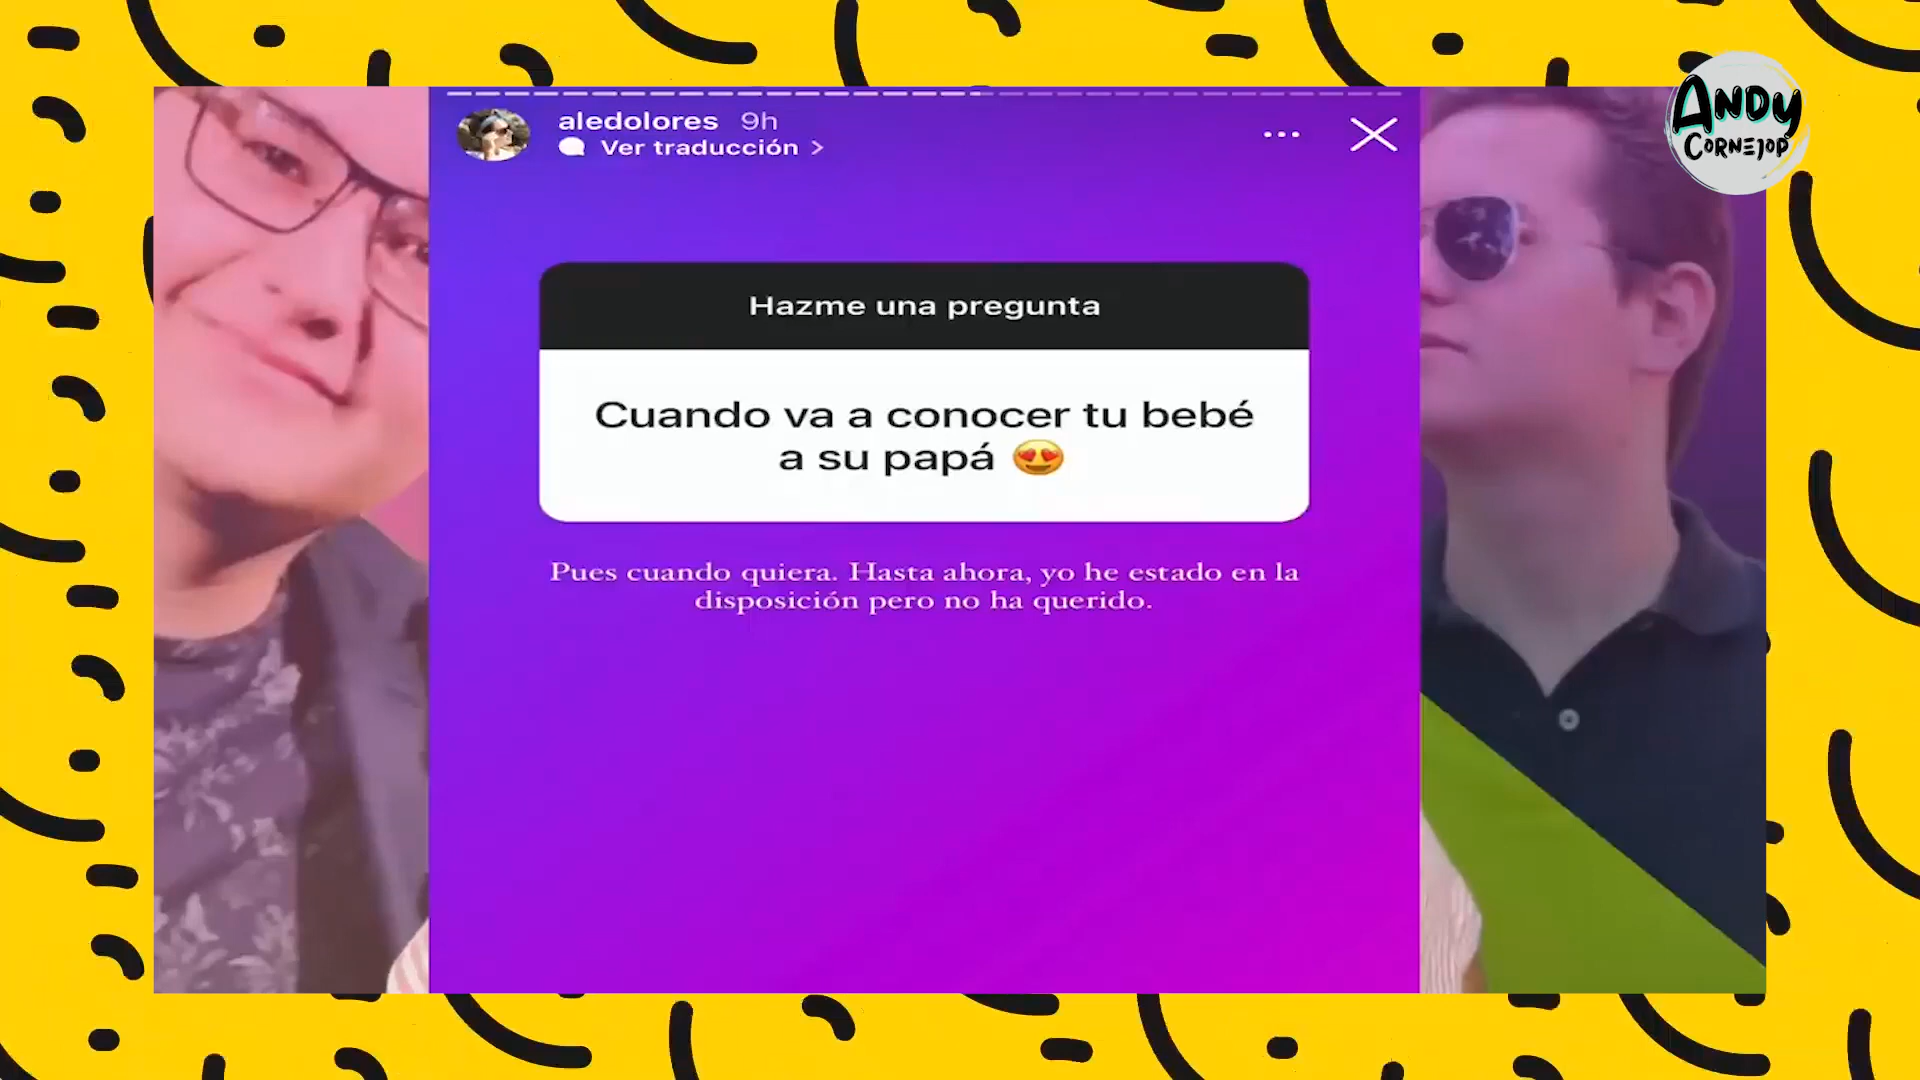 ANDY
CORNEJOP
aledolores 9h
Ver traducción >
Hazme una pregunta
Cuando va a conocer tu bebé
a su papá 😍
Pues cuando quiera. Hasta ahora, yo he estado en la
disposición pero no ha querido.